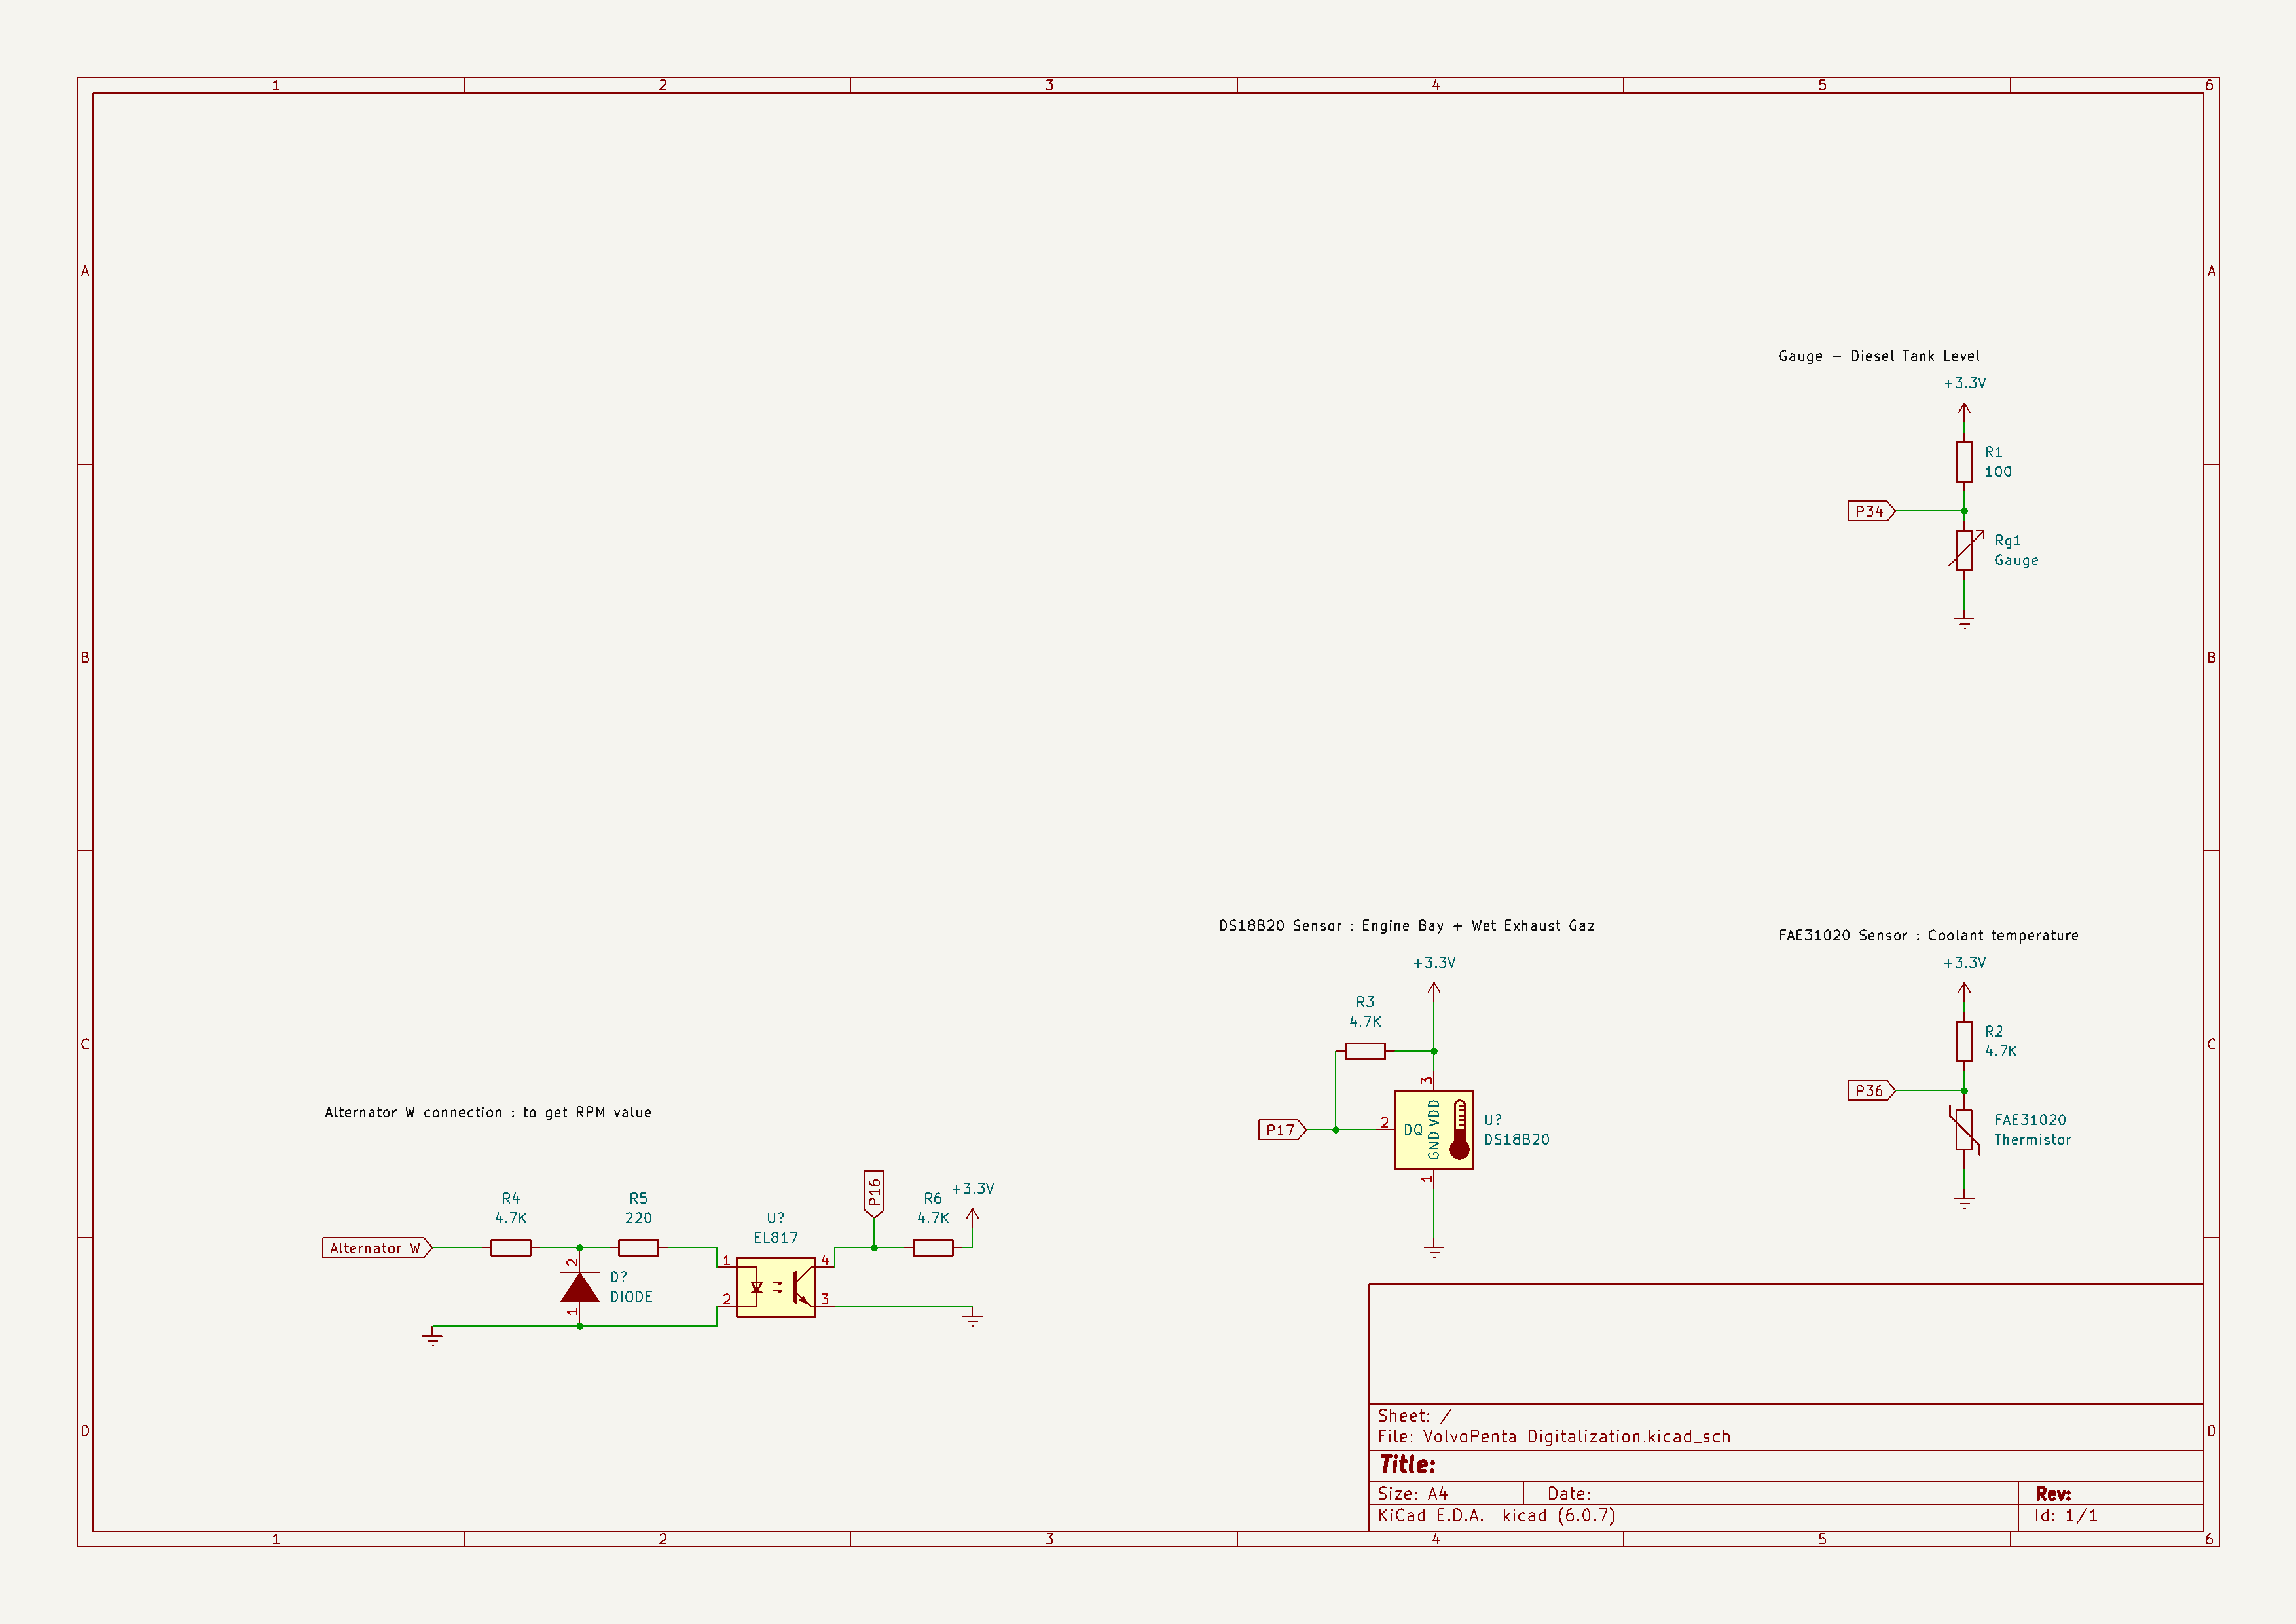 1 2 3 4 5 6
A A
Gauge - Diesel Tank Level
+3.3V
R1
100
P34
Rg1
Gauge
B B
DS18B20 Sensor : Engine Bay + Wet Exhaust Gaz
FAE31020 Sensor : Coolant temperature
+3.3V
+3.3V
R3
4.7K
R2
4.7K
C C
3
P36
P17
2
DQ
VDD
GND
U?
DS18B20
1
FAE31020
Thermistor
Alternator W connection : to get RPM value
P16
+3.3V
R4
4.7K
R5
220
R6
4.7K
U?
EL817
Alternator W
2
D?
DIODE
1
1
2
4
3
Sheet: /
File: VolvoPenta Digitalization.kicad_sch
D D
Title:
Size: A4 Date: Rev:
KiCad E.D.A. kicad (6.0.7) Id: 1/1
1 2 3 4 5 6